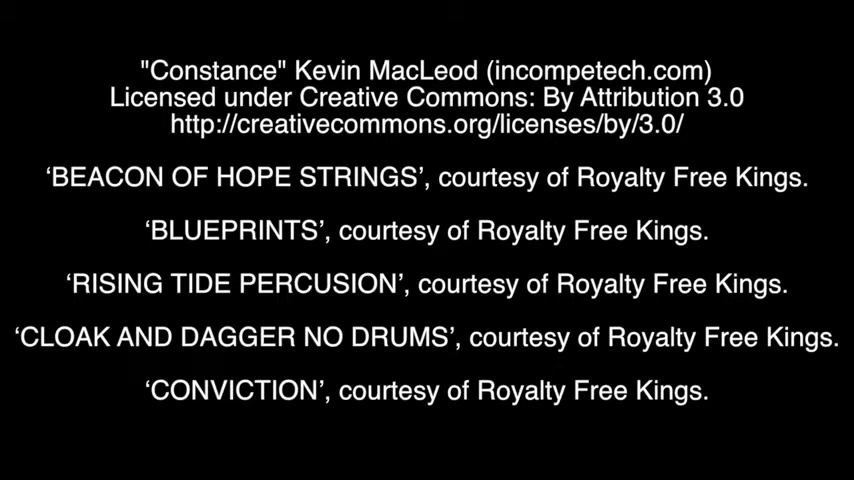 "Constance" Kevin MacLeod (incompetech.com)
Licensed under Creative Commons: By Attribution 3.0
http://creativecommons.org/licenses/by/3.0/
‘BEACON OF HOPE STRINGS’, courtesy of Royalty Free Kings.
‘BLUEPRINTS’, courtesy of Royalty Free Kings.
‘RISING TIDE PERCUSION’, courtesy of Royalty Free Kings.
‘CLOAK AND DAGGER NO DRUMS’, courtesy of Royalty Free Kings.
‘CONVICTION’, courtesy of Royalty Free Kings.